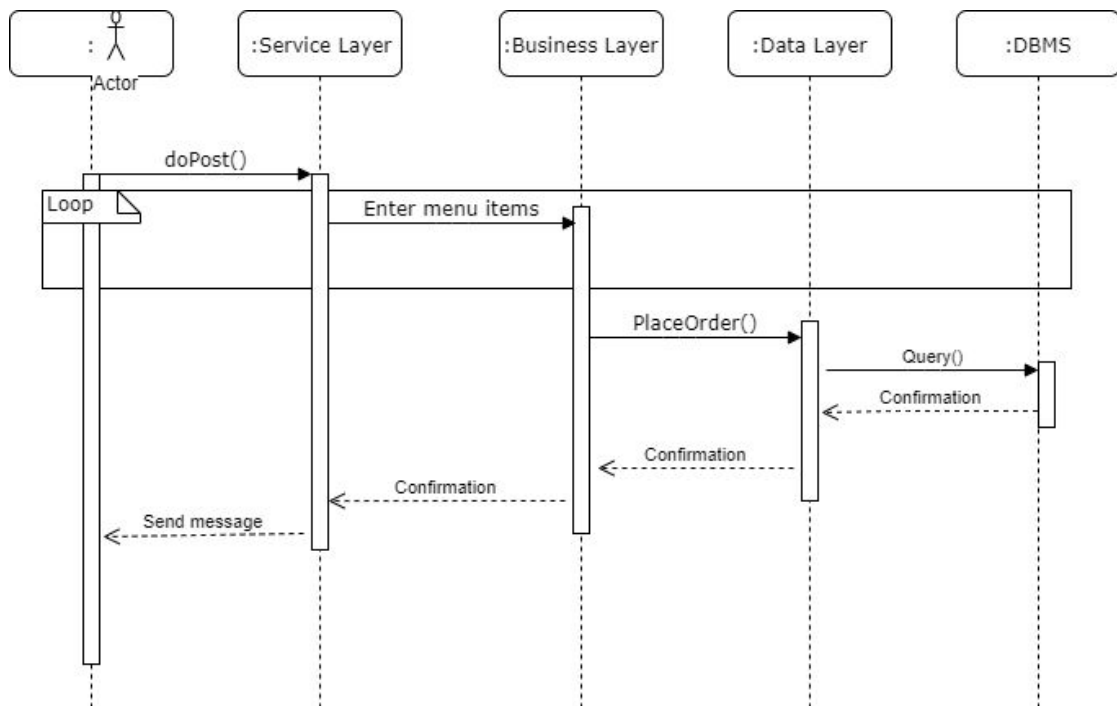 :
Actor
:Service Layer
:Business Layer
:Data Layer
:DBMS
doPost()
Loop
Enter menu items
PlaceOrder()
Query()
Confirmation
Confirmation
Confirmation
Send message